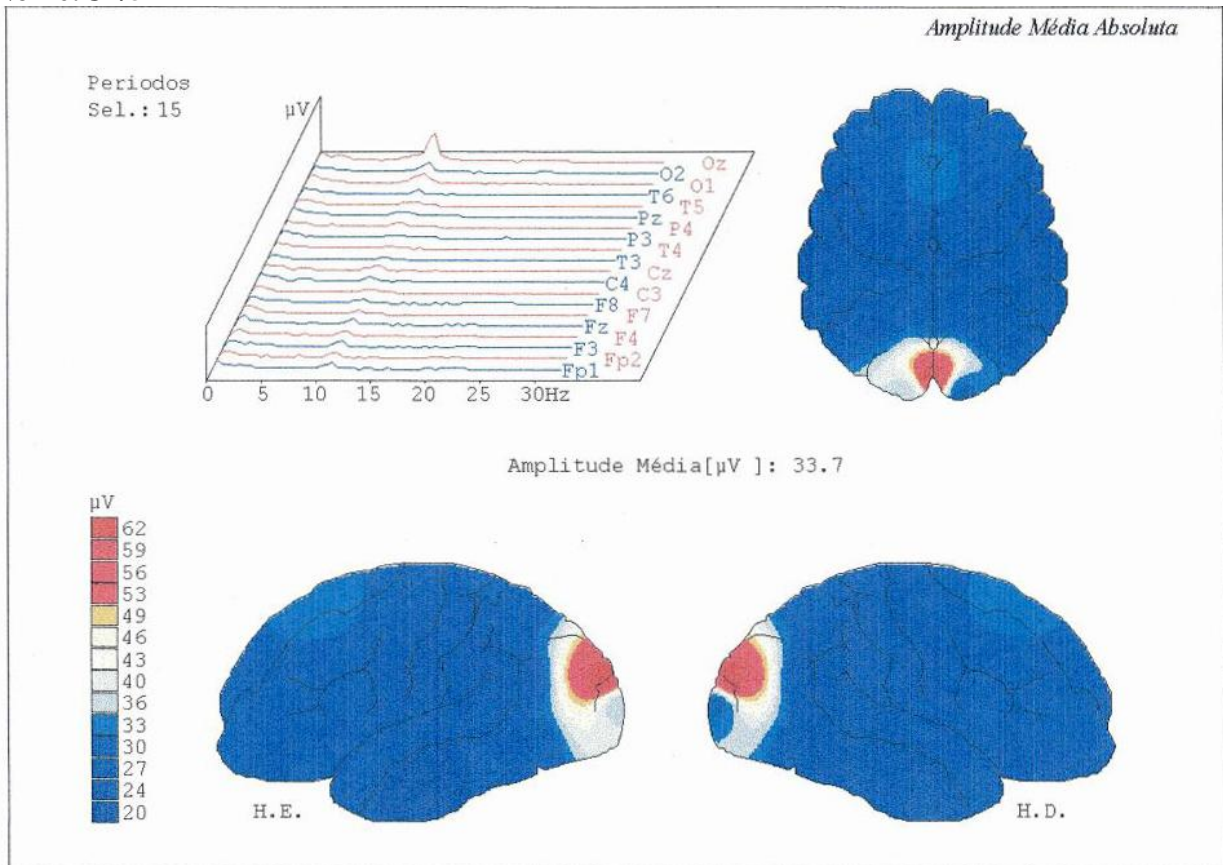 Amplitude Média Absoluta
Periodos
Sel.: 15
µV
Oz
O2
O1
T6
T5
Pz
P4
P3
T4
T3
Cz
C4
C3
F8
F7
Fz
F4
F3
Fp2
Fp1
0 5 10 15 20 25 30Hz
Amplitude Média[µV ]: 33.7
µV
62
59
56
53
49
46
43
40
36
33
30
27
24
20
H.E.
H.D.